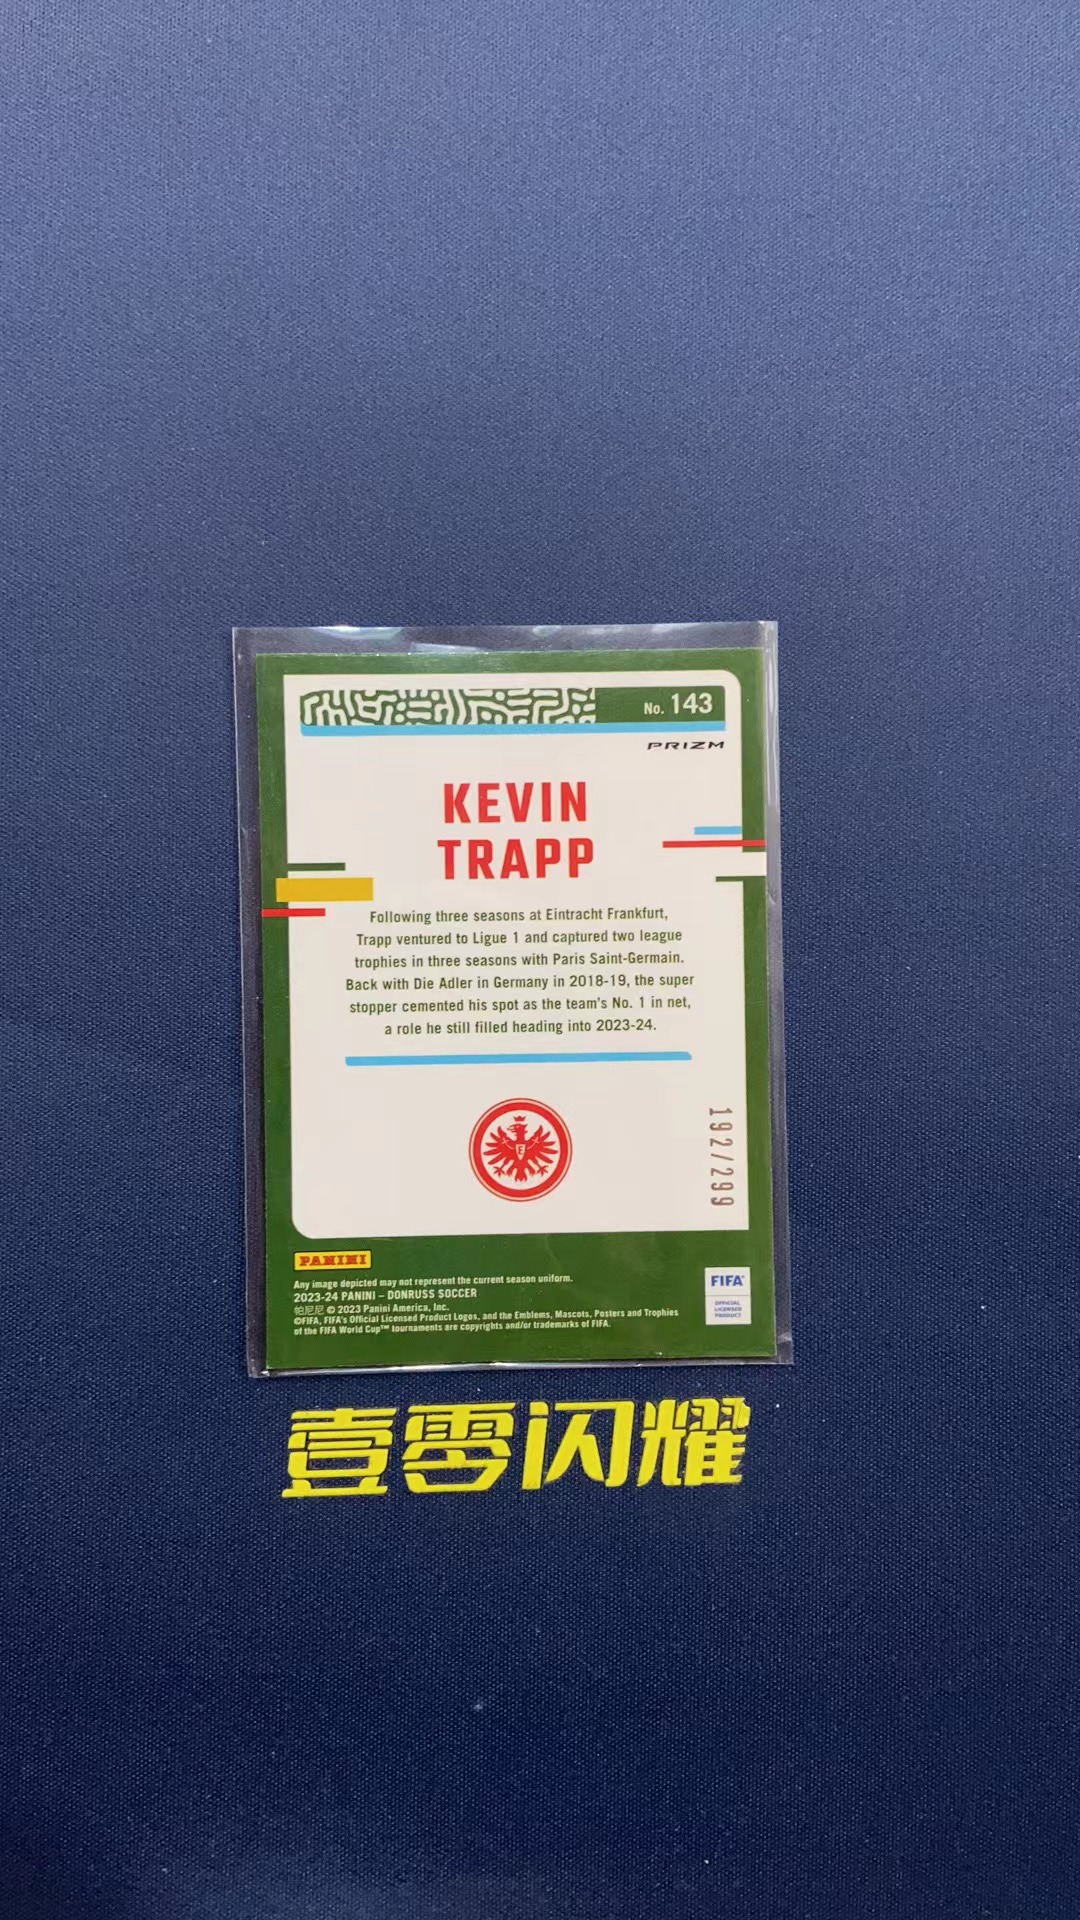 No. 143
PRIZM
KEVIN
TRAPP
Following three seasons at Eintracht Frankfurt,
Trapp ventured to Ligue 1 and captured two league
trophies in three seasons with Paris Saint-Germain.
Back with Die Adler in Germany in 2018-19, the super
stopper cemented his spot as the team's No. 1 in net,
a role he still filled heading into 2023-24.
E
192/299
PANINI
Any image depicted may not represent the current season uniform.
2023-24 PANINI – DONRUSS SOCCER
帕尼尼 © 2023 Panini America, Inc.
©FIFA, FIFA's Official Licensed Product Logos, and the Emblems, Mascots, Posters and Trophies
of the FIFA World Cup™ tournaments are copyrights and/or trademarks of FIFA.
FIFA
OFFICIAL
LICENSED
PRODUCT
壹零闪耀